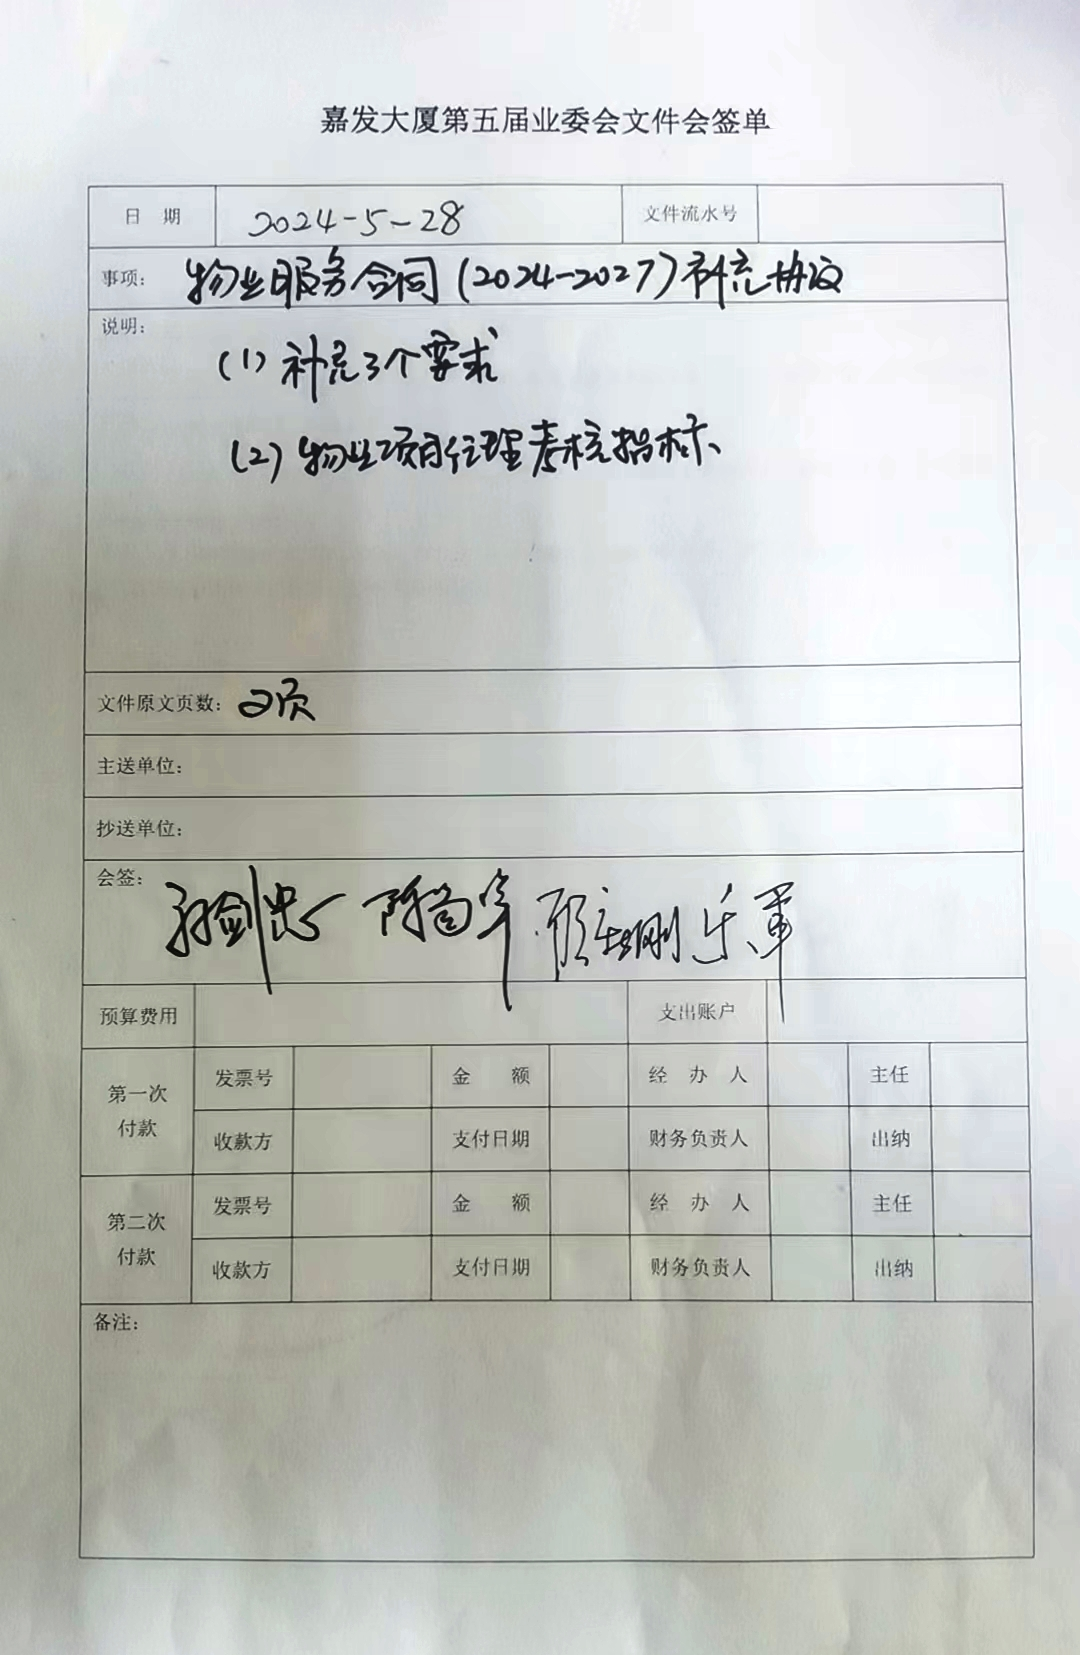 嘉发大厦第五届业委会文件会签单
日 期 2024-5-28 文件流水号
事项: 物业服务合同(2024-2027)补充协议
说明:
(1) 补充3个要求
(2) 物业项目经理考核指标
文件原文页数: 2页
主送单位:
抄送单位:
会签: 孙剑忠 乐军
预算费用 支出账户
第一次付款 发票号 金 额 经 办 人 主任
收款方 支付日期 财务负责人 出纳
第二次付款 发票号 金 额 经 办 人 主任
收款方 支付日期 财务负责人 出纳
备注: